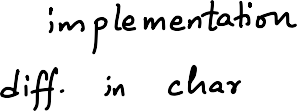 implementation
diff. in char